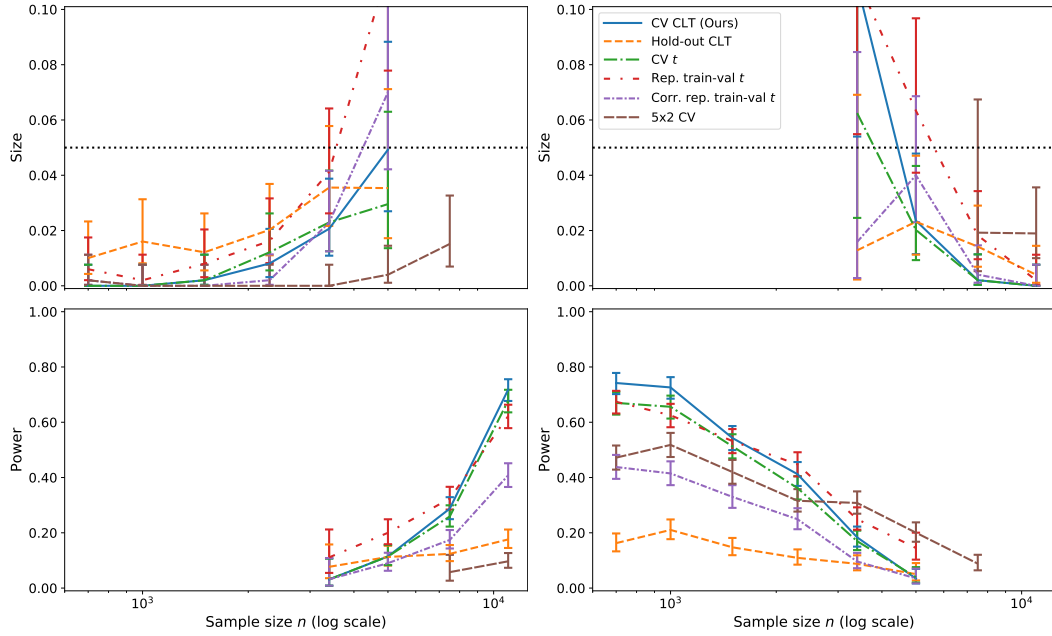 0.10
0.08
0.06
0.04
0.02
0.00
Size
0.10
0.08
0.06
0.04
0.02
0.00
Size
CV CLT (Ours)
Hold-out CLT
CV t
Rep. train-val t
Corr. rep. train-val t
5x2 CV
1.00
0.80
0.60
0.40
0.20
0.00
Power
10³
10⁴
Sample size n (log scale)
1.00
0.80
0.60
0.40
0.20
0.00
Power
10³
10⁴
Sample size n (log scale)